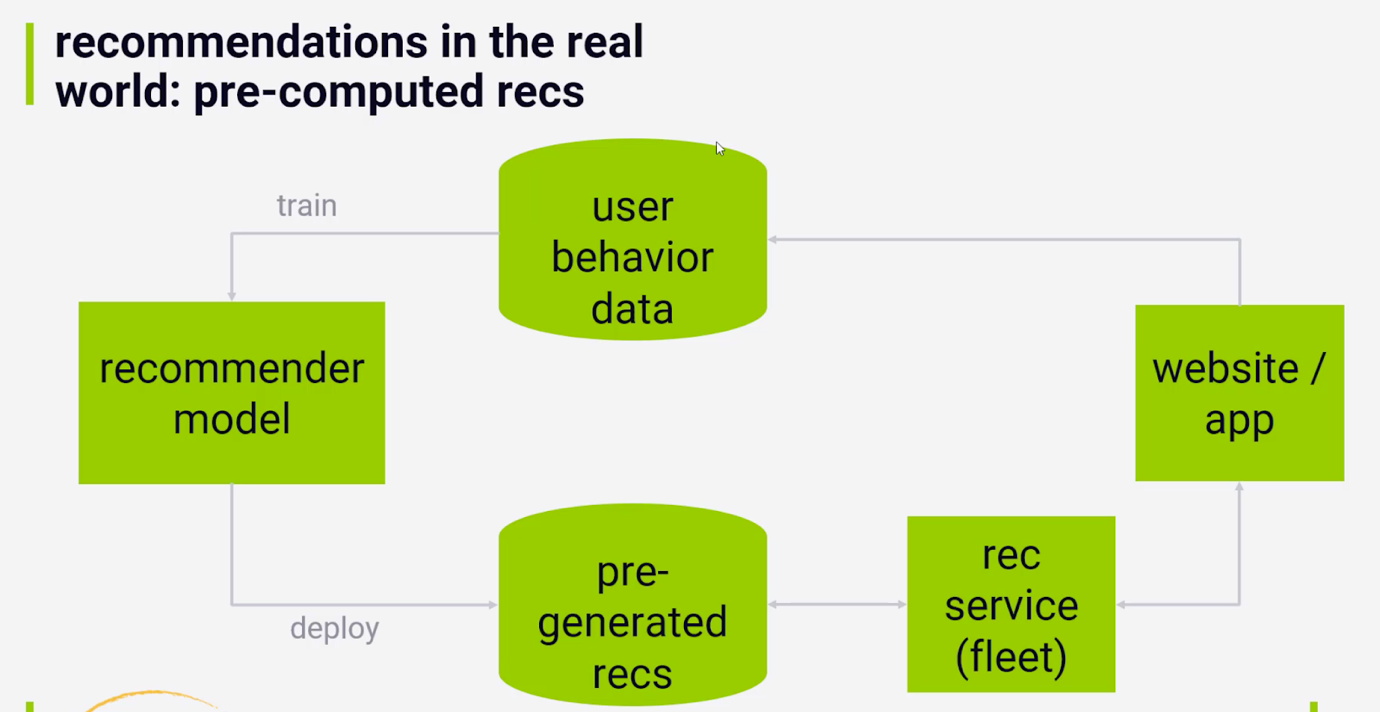 recommendations in the real
world: pre-computed recs
train
user
behavior
data
recommender
model
website /
app
pre-
generated
recs
rec
service
(fleet)
deploy